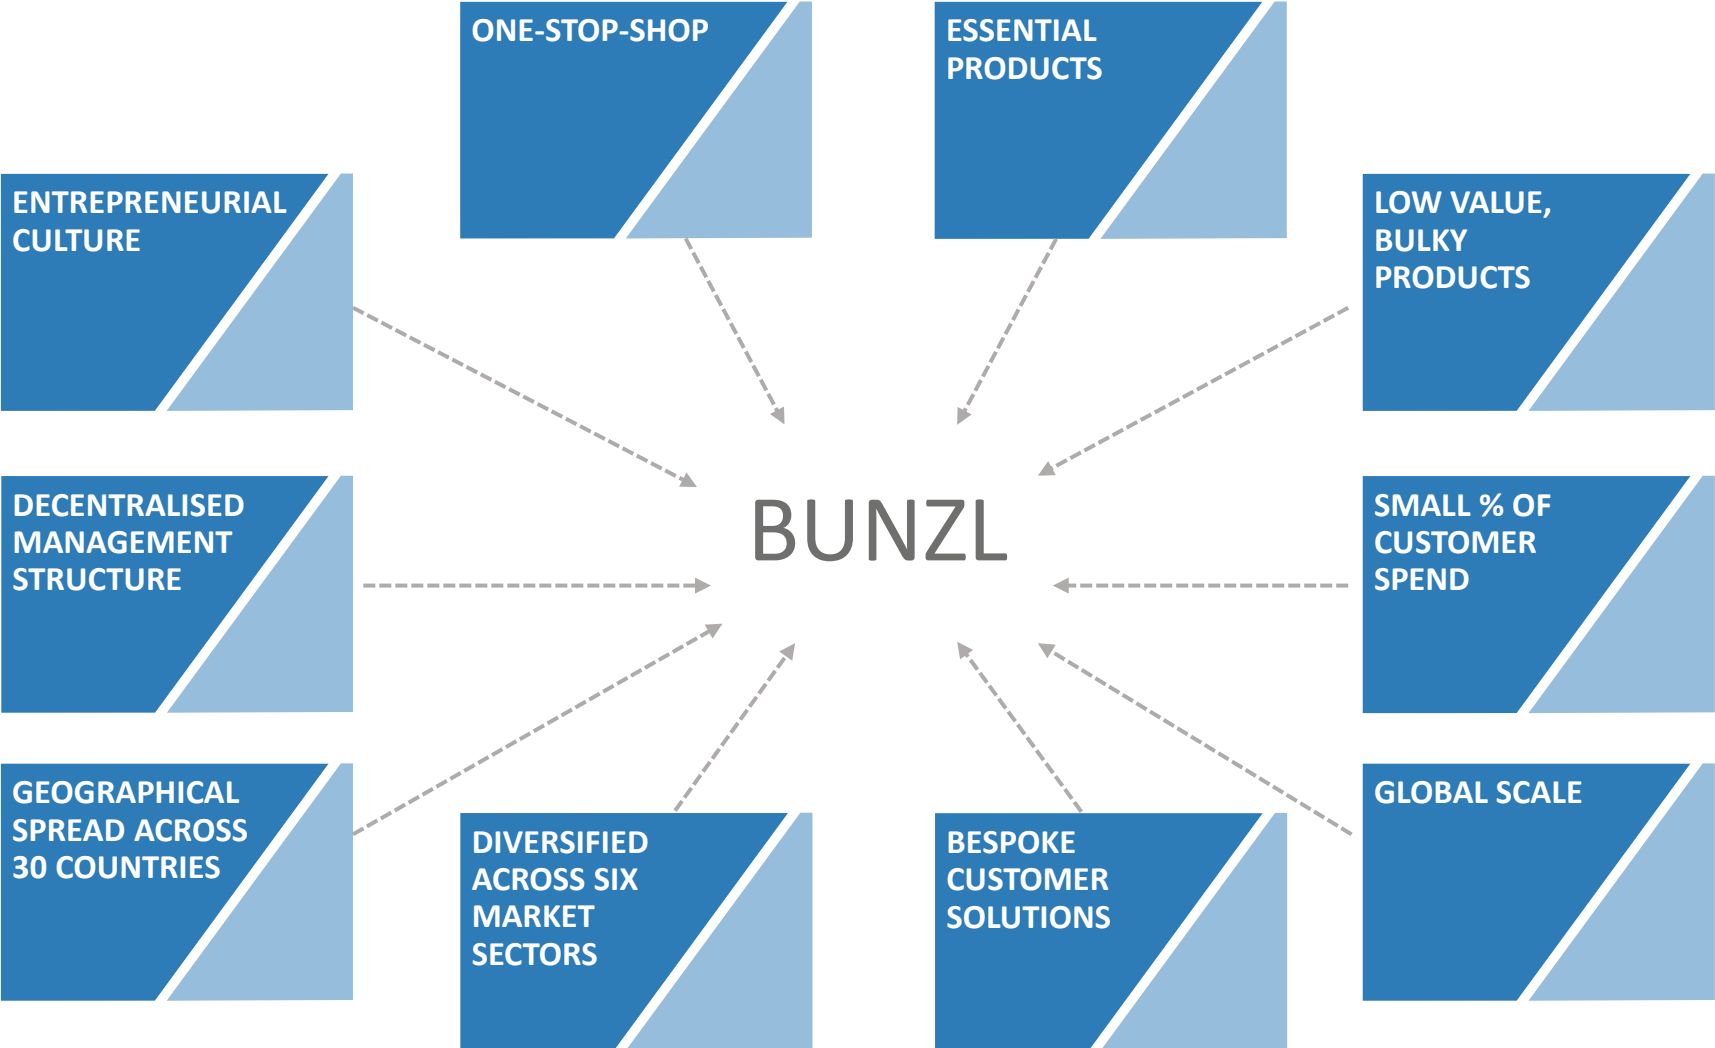 ONE-STOP-SHOP
ESSENTIAL
PRODUCTS
ENTREPRENEURIAL
CULTURE
LOW VALUE,
BULKY
PRODUCTS
DECENTRALISED
MANAGEMENT
STRUCTURE
BUNZL
SMALL % OF
CUSTOMER
SPEND
GEOGRAPHICAL
SPREAD ACROSS
30 COUNTRIES
DIVERSIFIED
ACROSS SIX
MARKET
SECTORS
BESPOKE
CUSTOMER
SOLUTIONS
GLOBAL SCALE